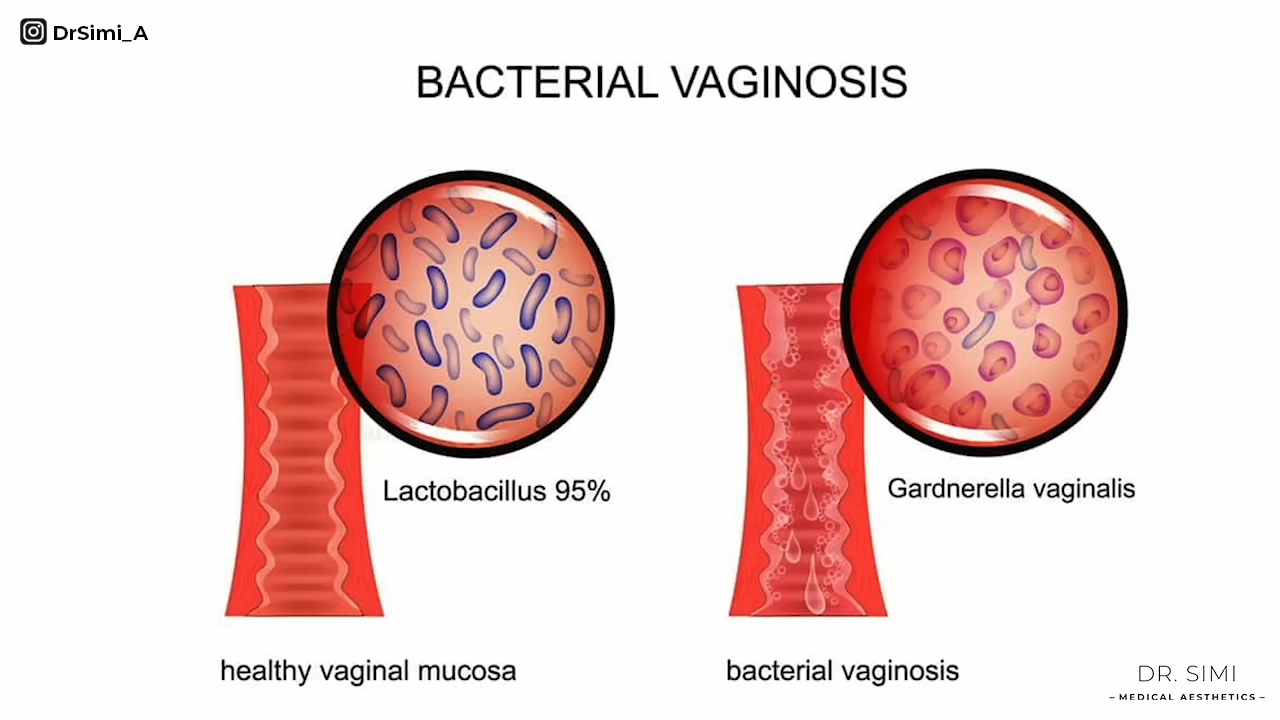 DrSimi_A
BACTERIAL VAGINOSIS
Lactobacillus 95%
Gardnerella vaginalis
healthy vaginal mucosa
bacterial vaginosis
DR. SIMI
– MEDICAL AESTHETICS –